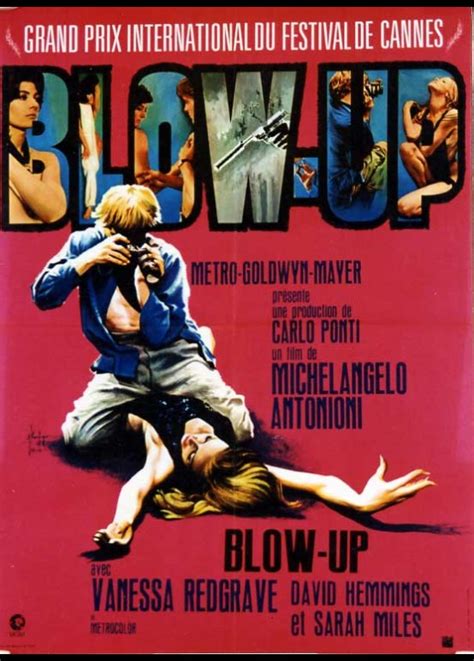 GRAND PRIX INTERNATIONAL DU FESTIVAL DE CANNES
BLOW-UP
METRO-GOLDWYN-MAYER
présente
une production de
CARLO PONTI
un film de
MICHELANGELO
ANTONIONI
BLOW-UP
avec
VANESSA REDGRAVE
DAVID HEMMINGS
et SARAH MILES
METROCOLOR
MGM